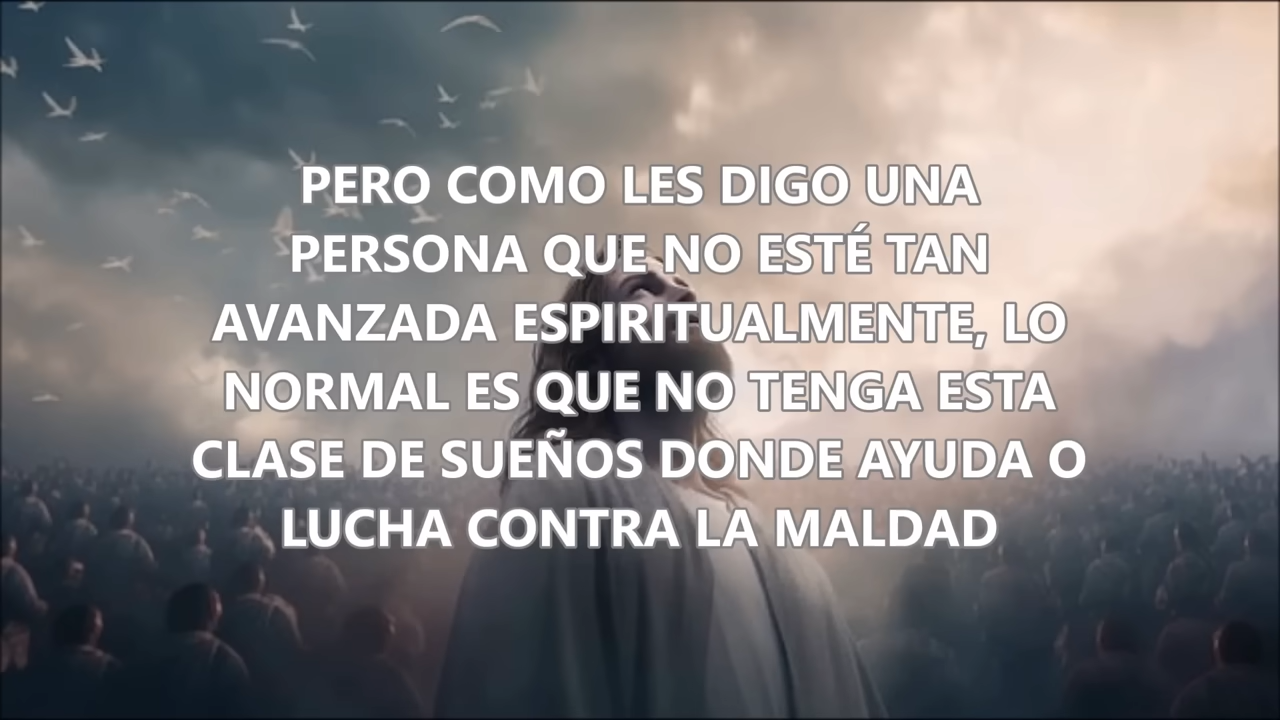 PERO COMO LES DIGO UNA
PERSONA QUE NO ESTÉ TAN
AVANZADA ESPIRITUALMENTE, LO
NORMAL ES QUE NO TENGA ESTA
CLASE DE SUEÑOS DONDE AYUDA O
LUCHA CONTRA LA MALDAD